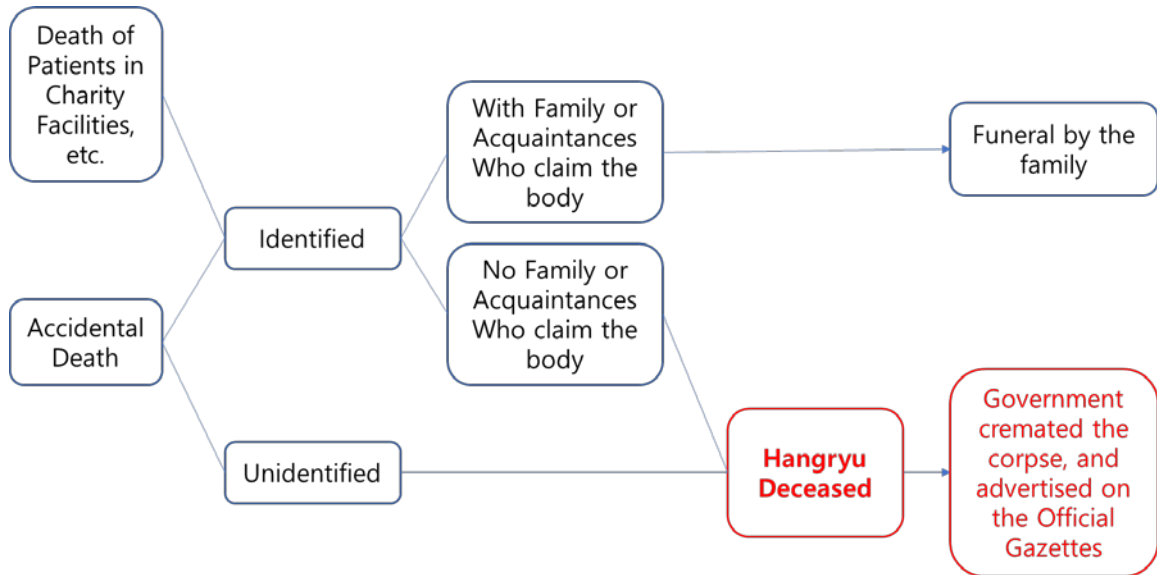 Death of
Patients in
Charity
Facilities,
etc.
With Family or
Acquaintances
Who claim the
body
Funeral by the
family
Identified
No Family or
Acquaintances
Who claim the
body
Accidental
Death
Unidentified
Hangryu
Deceased
Government
cremated the
corpse, and
advertised on
the Official
Gazettes